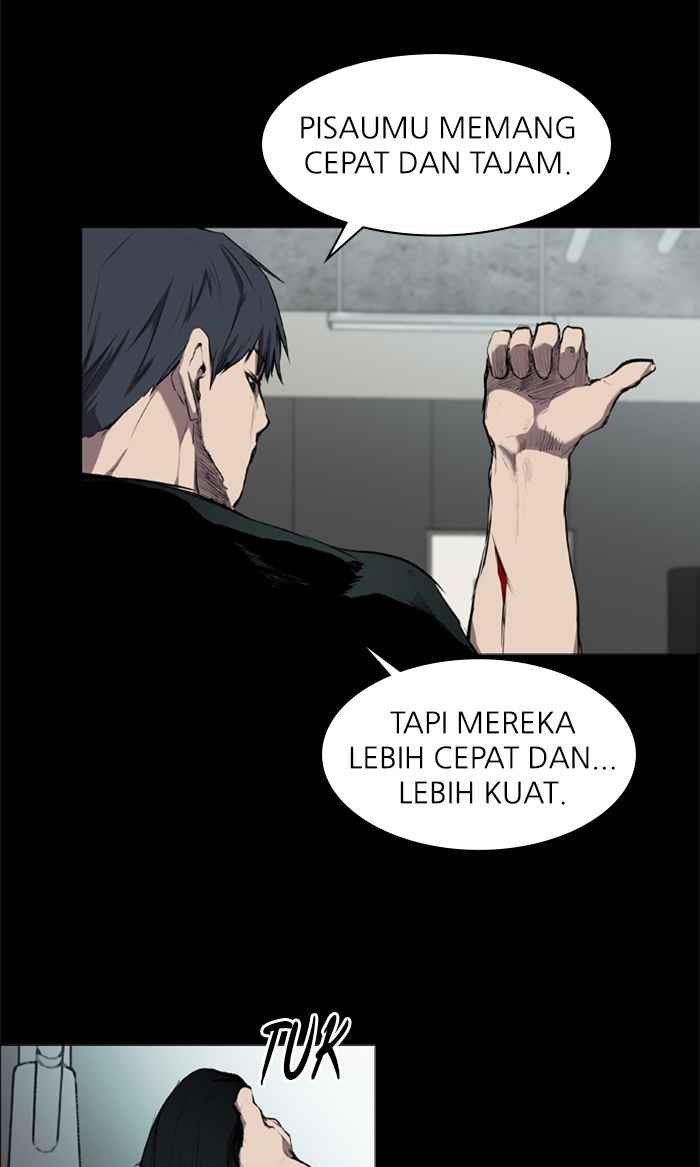 PISAUMU MEMANG
CEPAT DAN TAJAM.
TAPI MEREKA
LEBIH CEPAT DAN...
LEBIH KUAT.
TUK